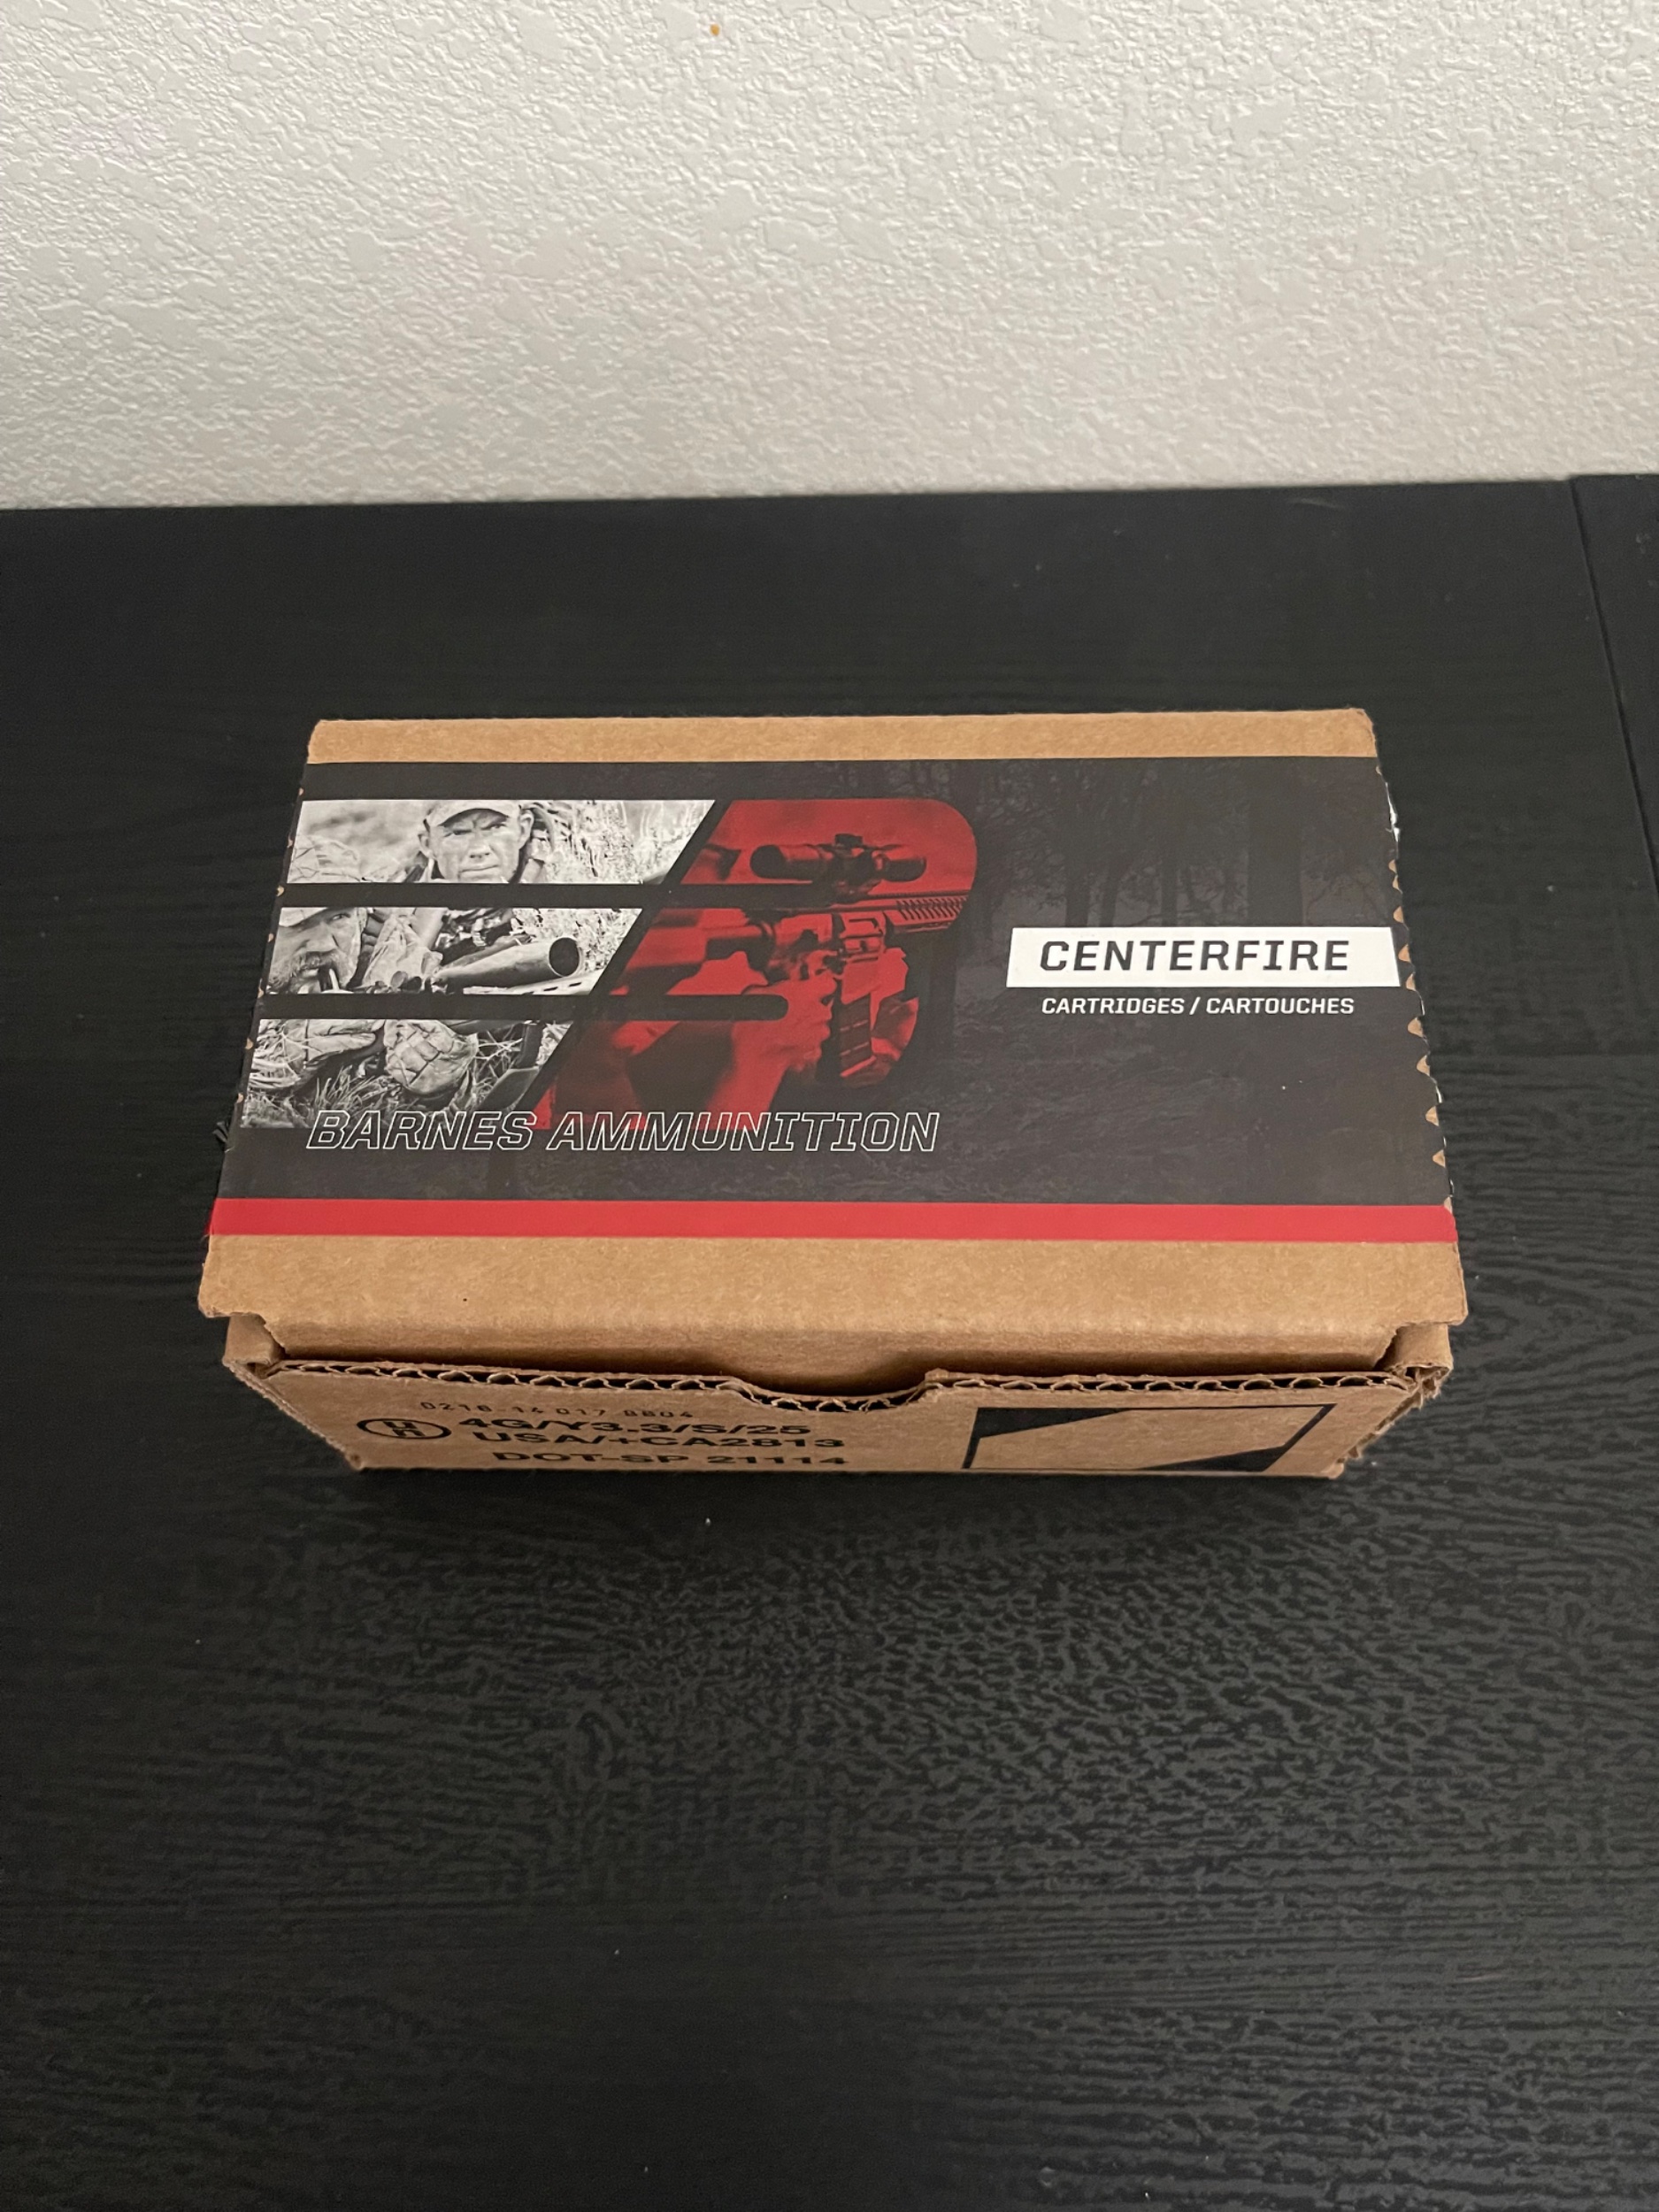 CENTERFIRE
CARTRIDGES / CARTOUCHES
BARNES AMMUNITION
4G/Y3.3/S/25
USA/+CA2813
DOT-SP 21114